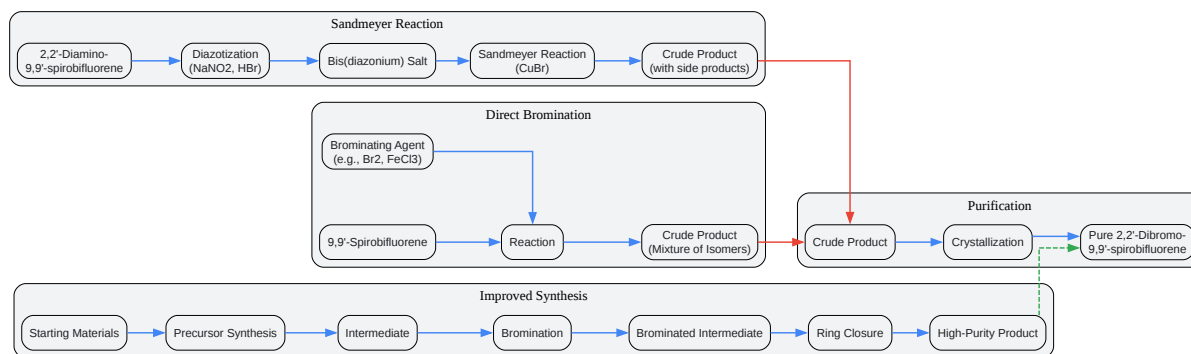 Sandmeyer Reaction
2,2'-Diamino-
9,9'-spirobifluorene
Diazotization
(NaNO2, HBr)
Bis(diazonium) Salt
Sandmeyer Reaction
(CuBr)
Crude Product
(with side products)
Direct Bromination
Brominating Agent
(e.g., Br2, FeCl3)
9,9'-Spirobifluorene
Reaction
Crude Product
(Mixture of Isomers)
Purification
Crude Product
Crystallization
Pure 2,2'-Dibromo-
9,9'-spirobifluorene
Improved Synthesis
Starting Materials
Precursor Synthesis
Intermediate
Bromination
Brominated Intermediate
Ring Closure
High-Purity Product